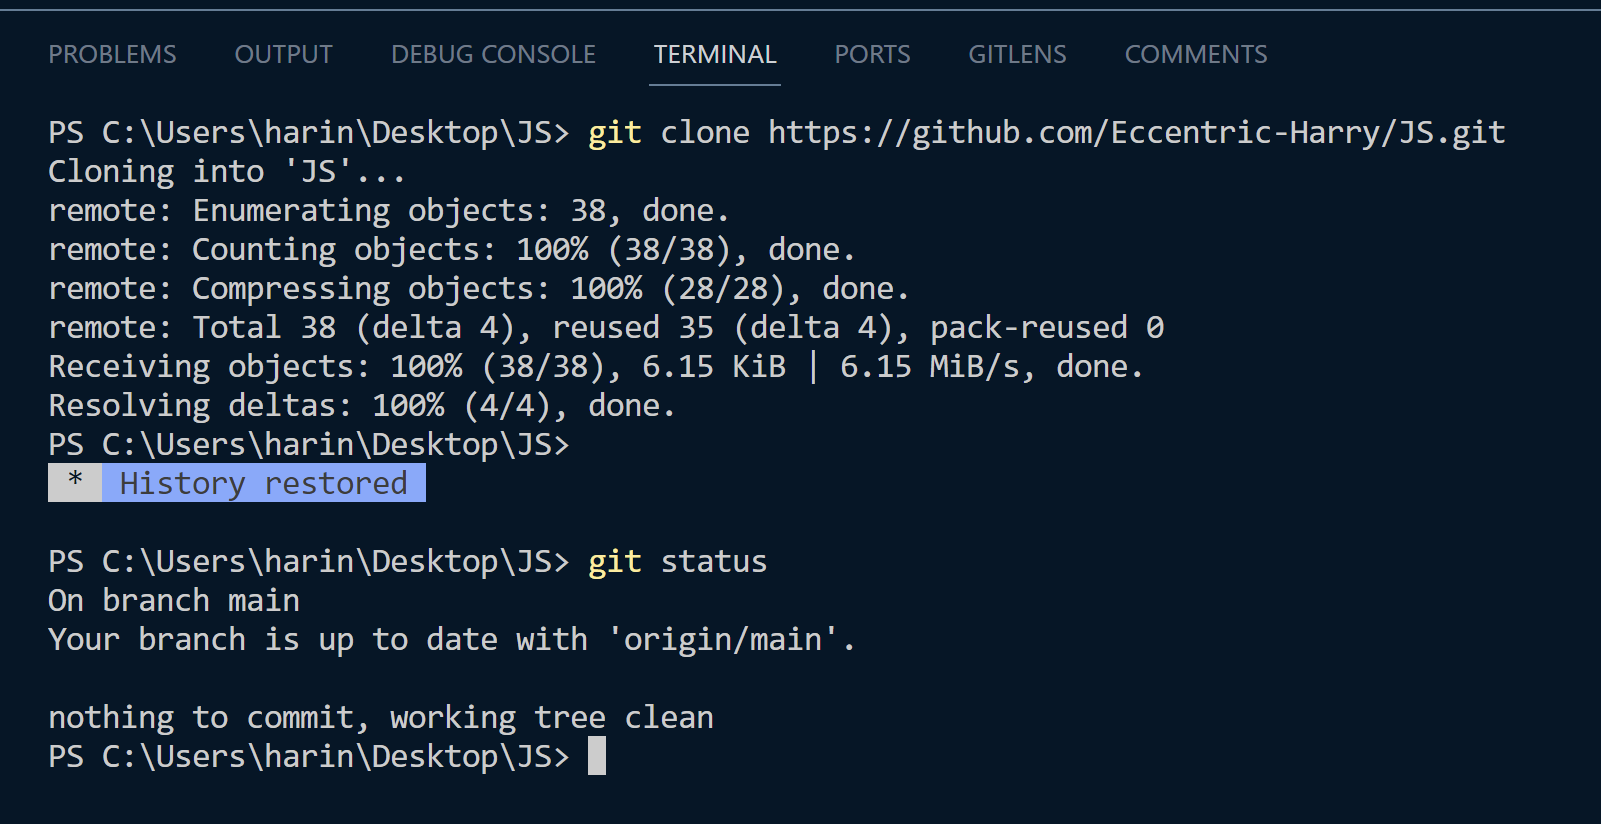 PROBLEMS OUTPUT DEBUG CONSOLE TERMINAL PORTS GITLENS COMMENTS
PS C:\Users\harin\Desktop\JS> git clone https://github.com/Eccentric-Harry/JS.git
Cloning into 'JS'...
remote: Enumerating objects: 38, done.
remote: Counting objects: 100% (38/38), done.
remote: Compressing objects: 100% (28/28), done.
remote: Total 38 (delta 4), reused 35 (delta 4), pack-reused 0
Receiving objects: 100% (38/38), 6.15 KiB | 6.15 MiB/s, done.
Resolving deltas: 100% (4/4), done.
PS C:\Users\harin\Desktop\JS>
* History restored
PS C:\Users\harin\Desktop\JS> git status
On branch main
Your branch is up to date with 'origin/main'.
nothing to commit, working tree clean
PS C:\Users\harin\Desktop\JS>